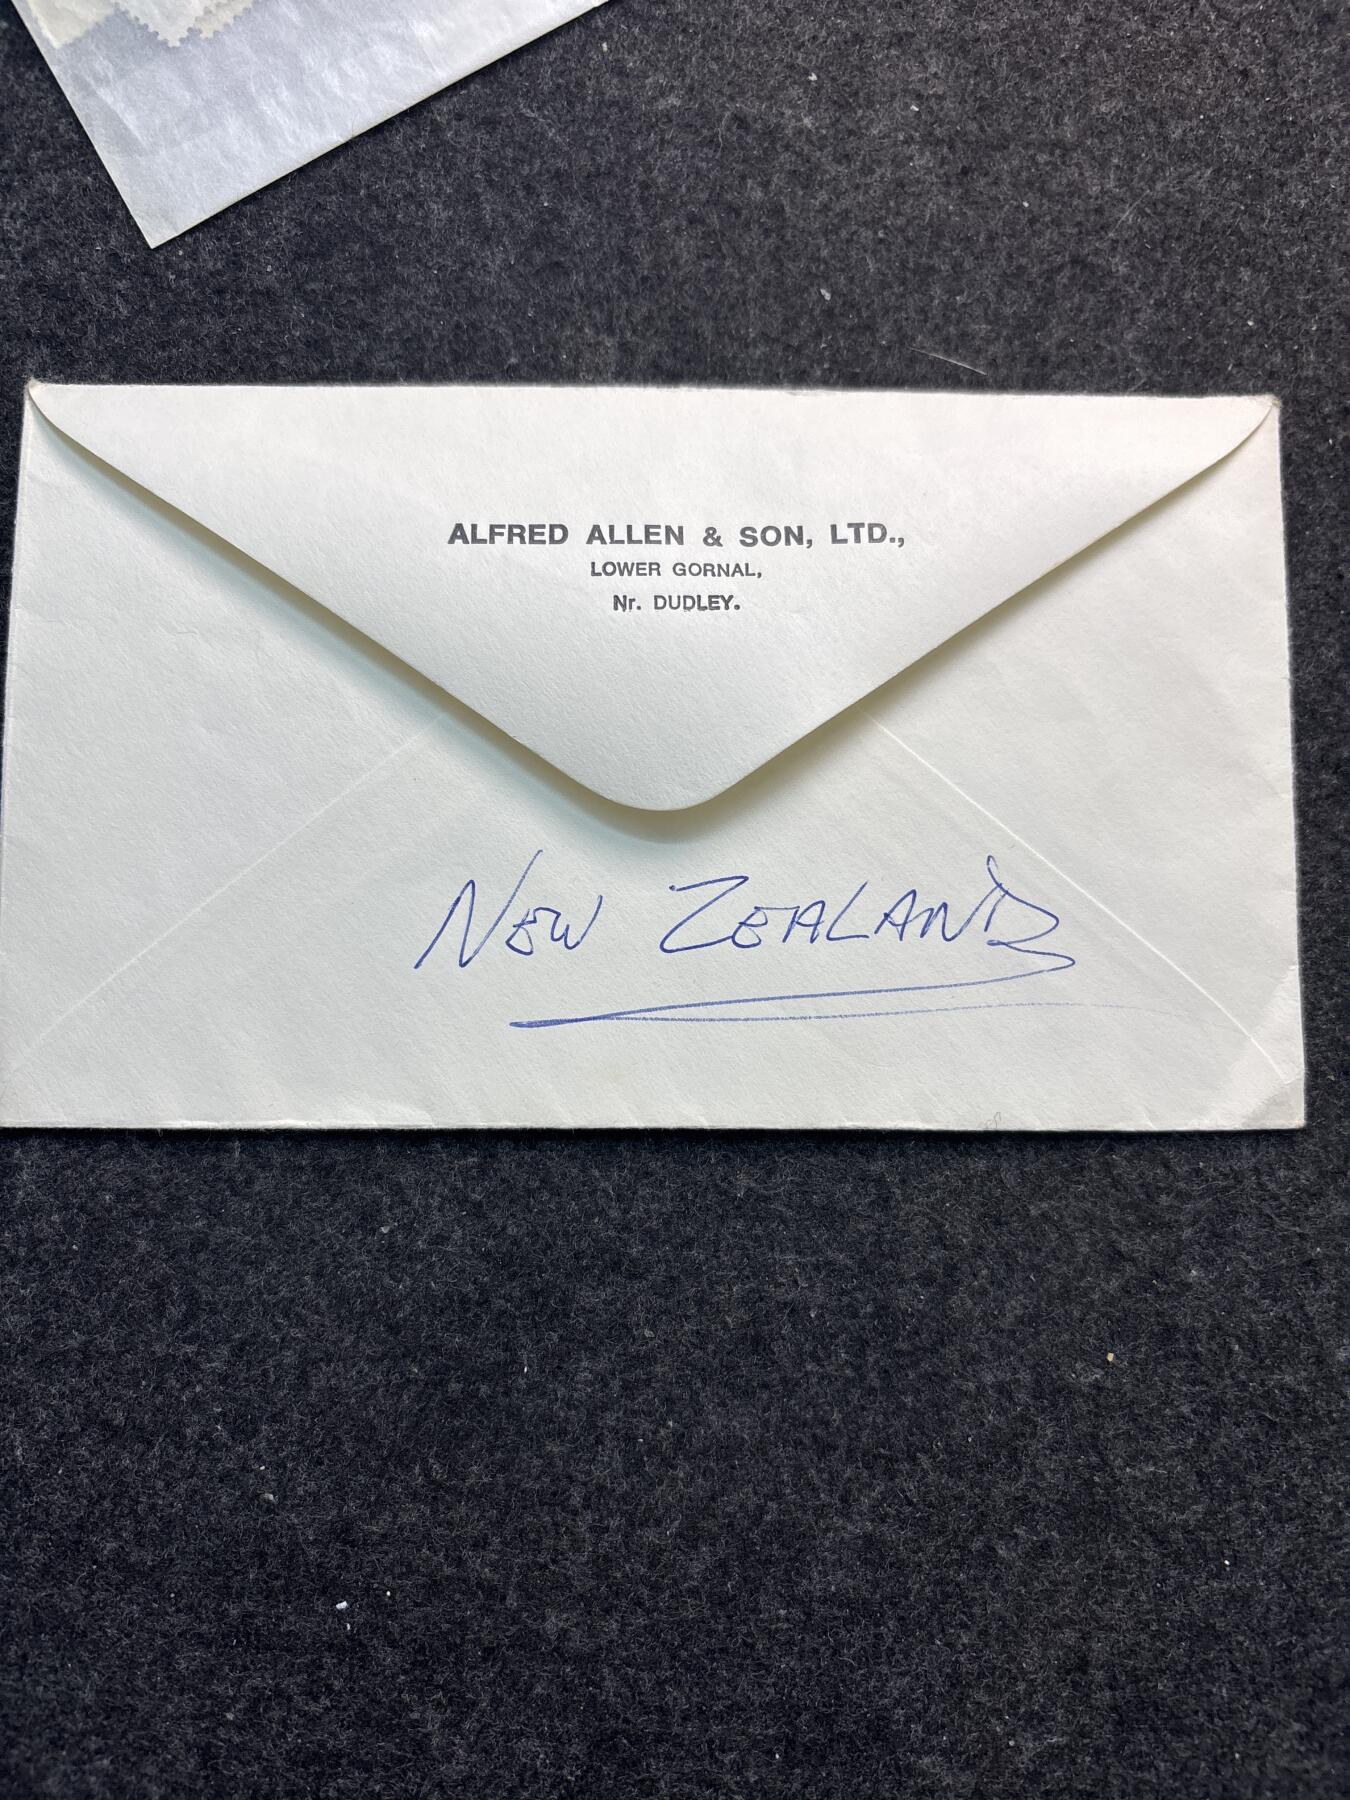 ALFRED ALLEN & SON, LTD.,
LOWER GORNAL,
Nr. DUDLEY.
NEW ZEALAND